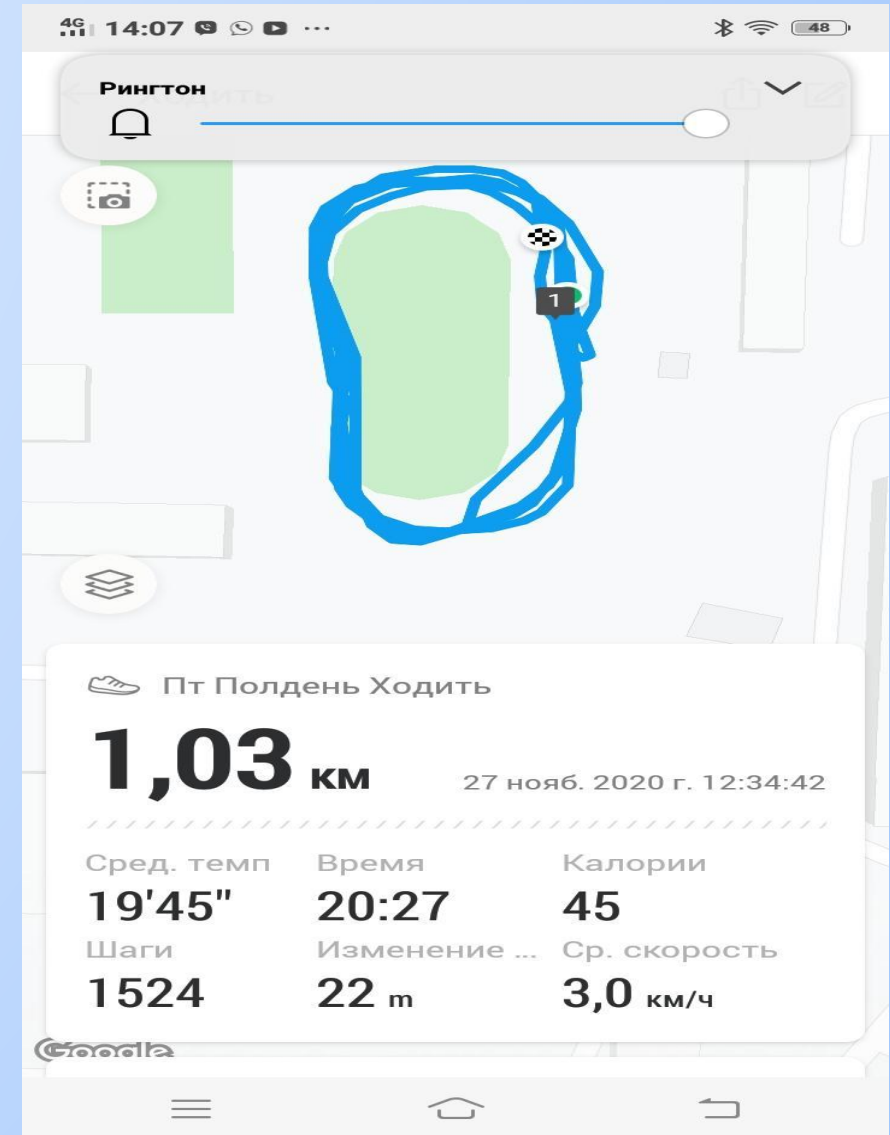 4G 14:07 ... 48
Рингтон
Ходить
1
Пт Полдень Ходить
1,03 км 27 нояб. 2020 г. 12:34:42
Сред. темп Время Калории
19'45" 20:27 45
Шаги Изменение ... Ср. скорость
1524 22 m 3,0 км/ч
Google